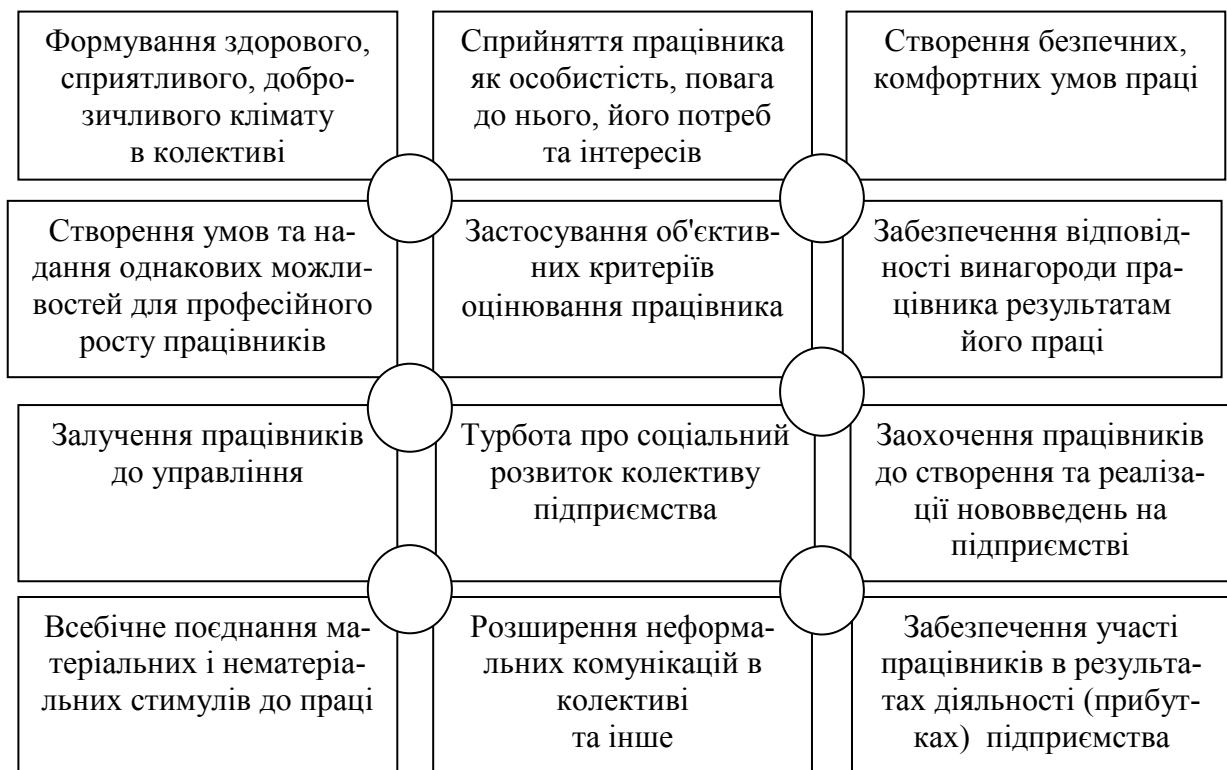 Формування здорового,
сприятливого, добро-
зичливого клімату
в колективі
Сприйняття працівника
як особистість, повага
до нього, його потреб
та інтересів
Створення безпечних,
комфортних умов праці
Створення умов та на-
дання однакових можли-
востей для професійного
росту працівників
Застосування об'єктив-
них критеріїв
оцінювання працівника
Забезпечення відповід-
ності винагороди пра-
цівника результатам
його праці
Залучення працівників
до управління
Турбота про соціальний
розвиток колективу
підприємства
Заохочення працівників
до створення та реаліза-
ції нововведень на
підприємстві
Всебічне поєднання ма-
теріальних і нематеріа-
льних стимулів до праці
Розширення неформа-
льних комунікацій в
колективі
та інше
Забезпечення участі
працівників в результа-
тах діяльності (прибут-
ках) підприємства